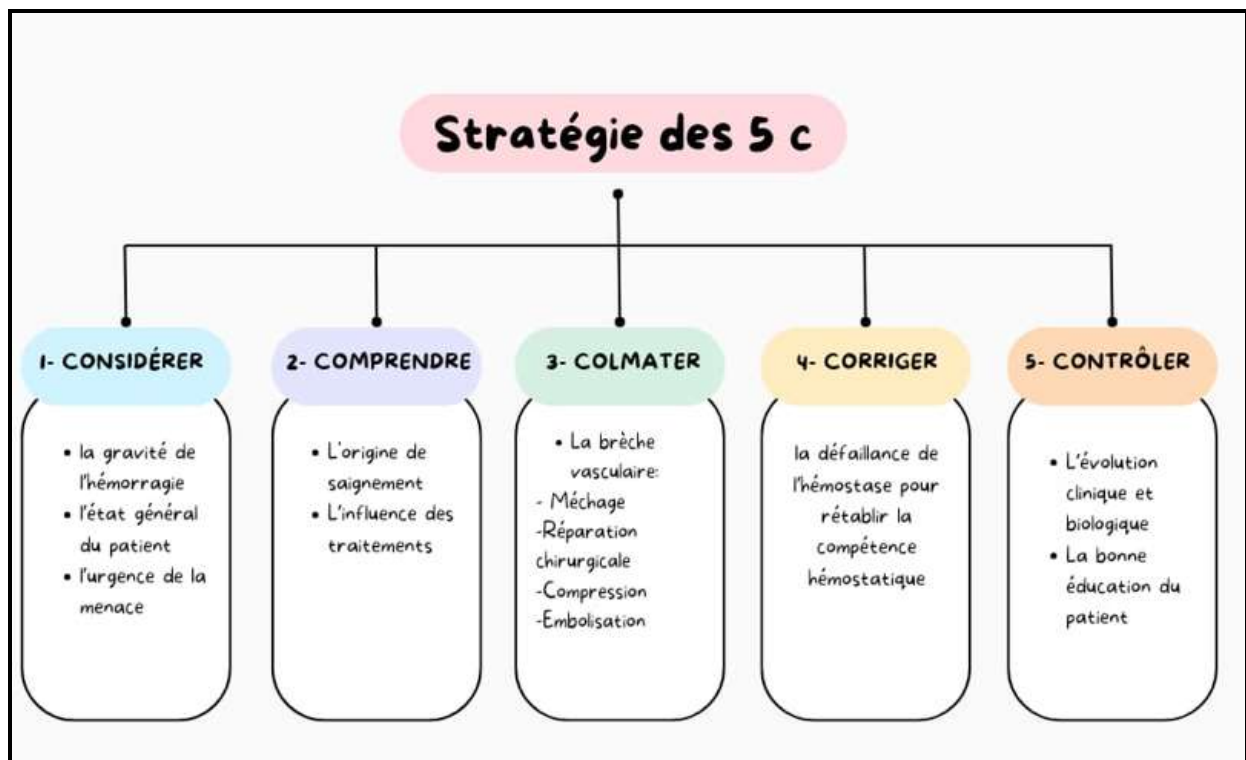 Stratégie des 5 c
1- CONSIDÉRER
• la gravité de
l'hémorragie
• l'état général
du patient
• l'urgence de la
menace
2- COMPRENDRE
• L'origine de
saignement
• L'influence des
traitements
3- COLMATER
• La brèche
vasculaire:
- Méchage
-Réparation
chirurgicale
-Compression
-Embolisation
4- CORRIGER
la défaillance de
l'hémostase pour
rétablir la
compétence
hémostatique
5- CONTRÔLER
• L'évolution
clinique et
biologique
• La bonne
éducation du
patient